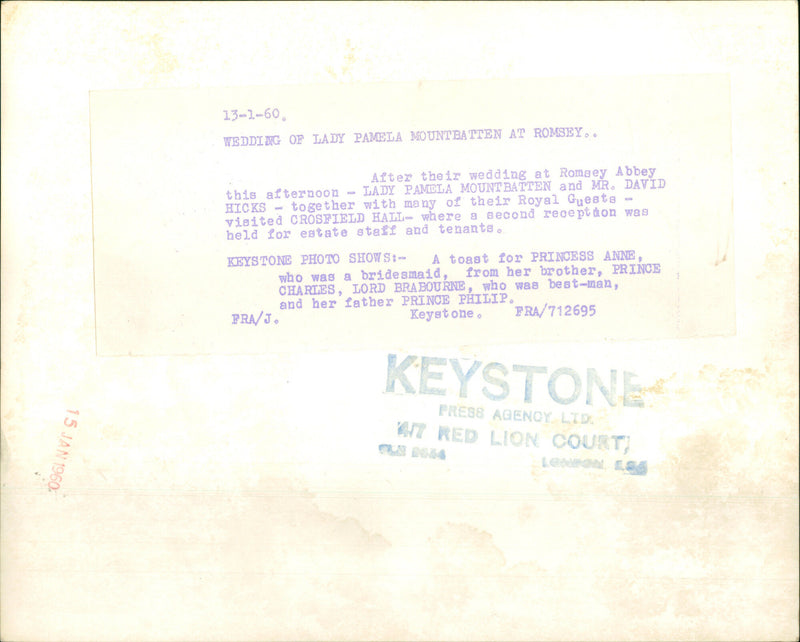 13-1-60.
WEDDING OF LADY PAMELA MOUNTBATTEN AT ROMSEY..
After their wedding at Romsey Abbey
this afternoon - LADY PAMELA MOUNTBATTEN and MR. DAVID
HICKS - together with many of their Royal Guests -
visited CROSFIELD HALL- where a second reception was
held for estate staff and tenants.
KEYSTONE PHOTO SHOWS:- A toast for PRINCESS ANNE,
who was a bridesmaid, from her brother, PRINCE
CHARLES, LORD BRABOURNE, who was best-man,
and her father PRINCE PHILIP.
FRA/J. Keystone. FRA/712695
KEYSTONE
PRESS AGENCY LTD.
4/7 RED LION COURT,
LONDON
15 JAN 1960